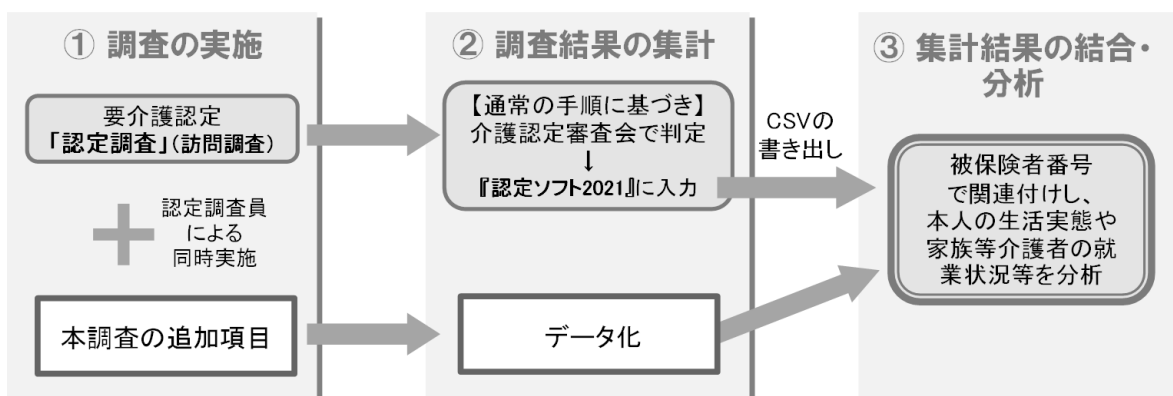 ① 調査の実施
要介護認定
「認定調査」(訪問調査)
認定調査員
による
同時実施
本調査の追加項目
② 調査結果の集計
【通常の手順に基づき】
介護認定審査会で判定
↓
『認定ソフト2021』に入力
データ化
CSVの
書き出し
③ 集計結果の結合・
分析
被保険者番号
で関連付けし、
本人の生活実態や
家族等介護者の就
業状況等を分析